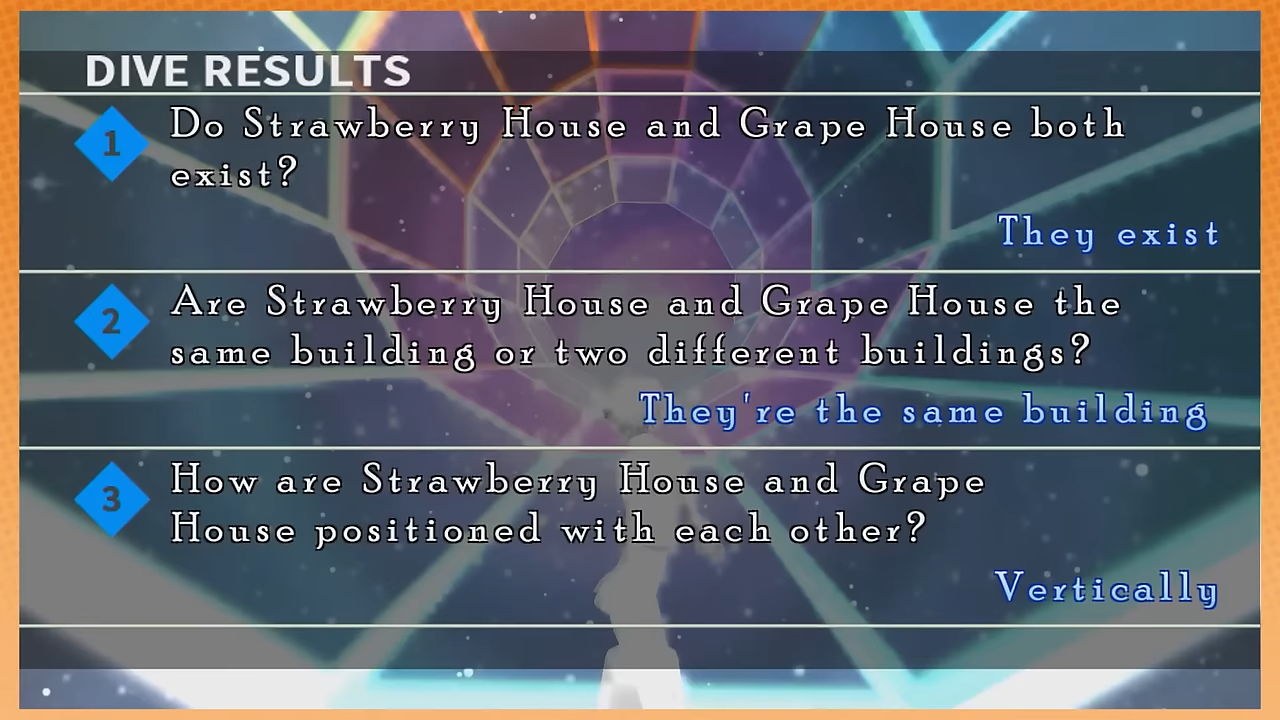 DIVE RESULTS
1
Do Strawberry House and Grape House both
exist?
They exist
2
Are Strawberry House and Grape House the
same building or two different buildings?
They're the same building
3
How are Strawberry House and Grape
House positioned with each other?
Vertically